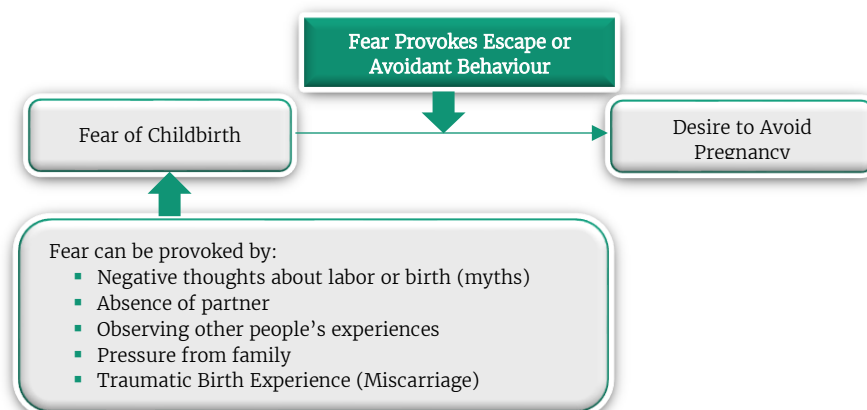 Fear Provokes Escape or
Avoidant Behaviour
Fear of Childbirth
Desire to Avoid
Pregnancy
Fear can be provoked by:
▪ Negative thoughts about labor or birth (myths)
▪ Absence of partner
▪ Observing other people’s experiences
▪ Pressure from family
▪ Traumatic Birth Experience (Miscarriage)